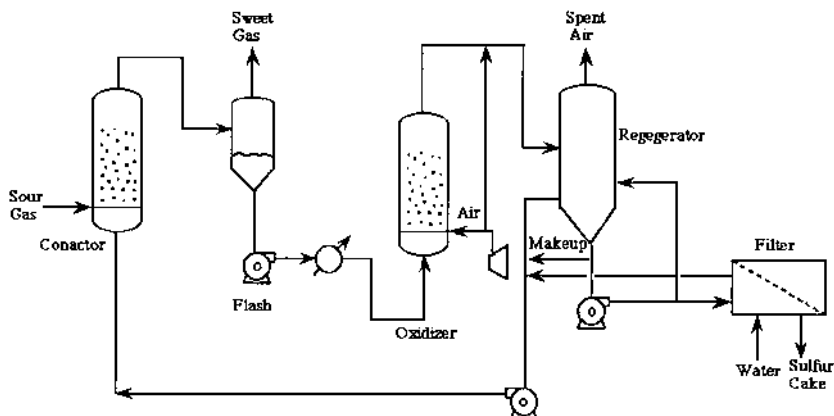 Sweet
Gas
Spent
Air
Regegerator
Sour
Gas
Air
Conactor
Makeup
Filter
Flash
Oxidizer
Water
Sulfur
Cake